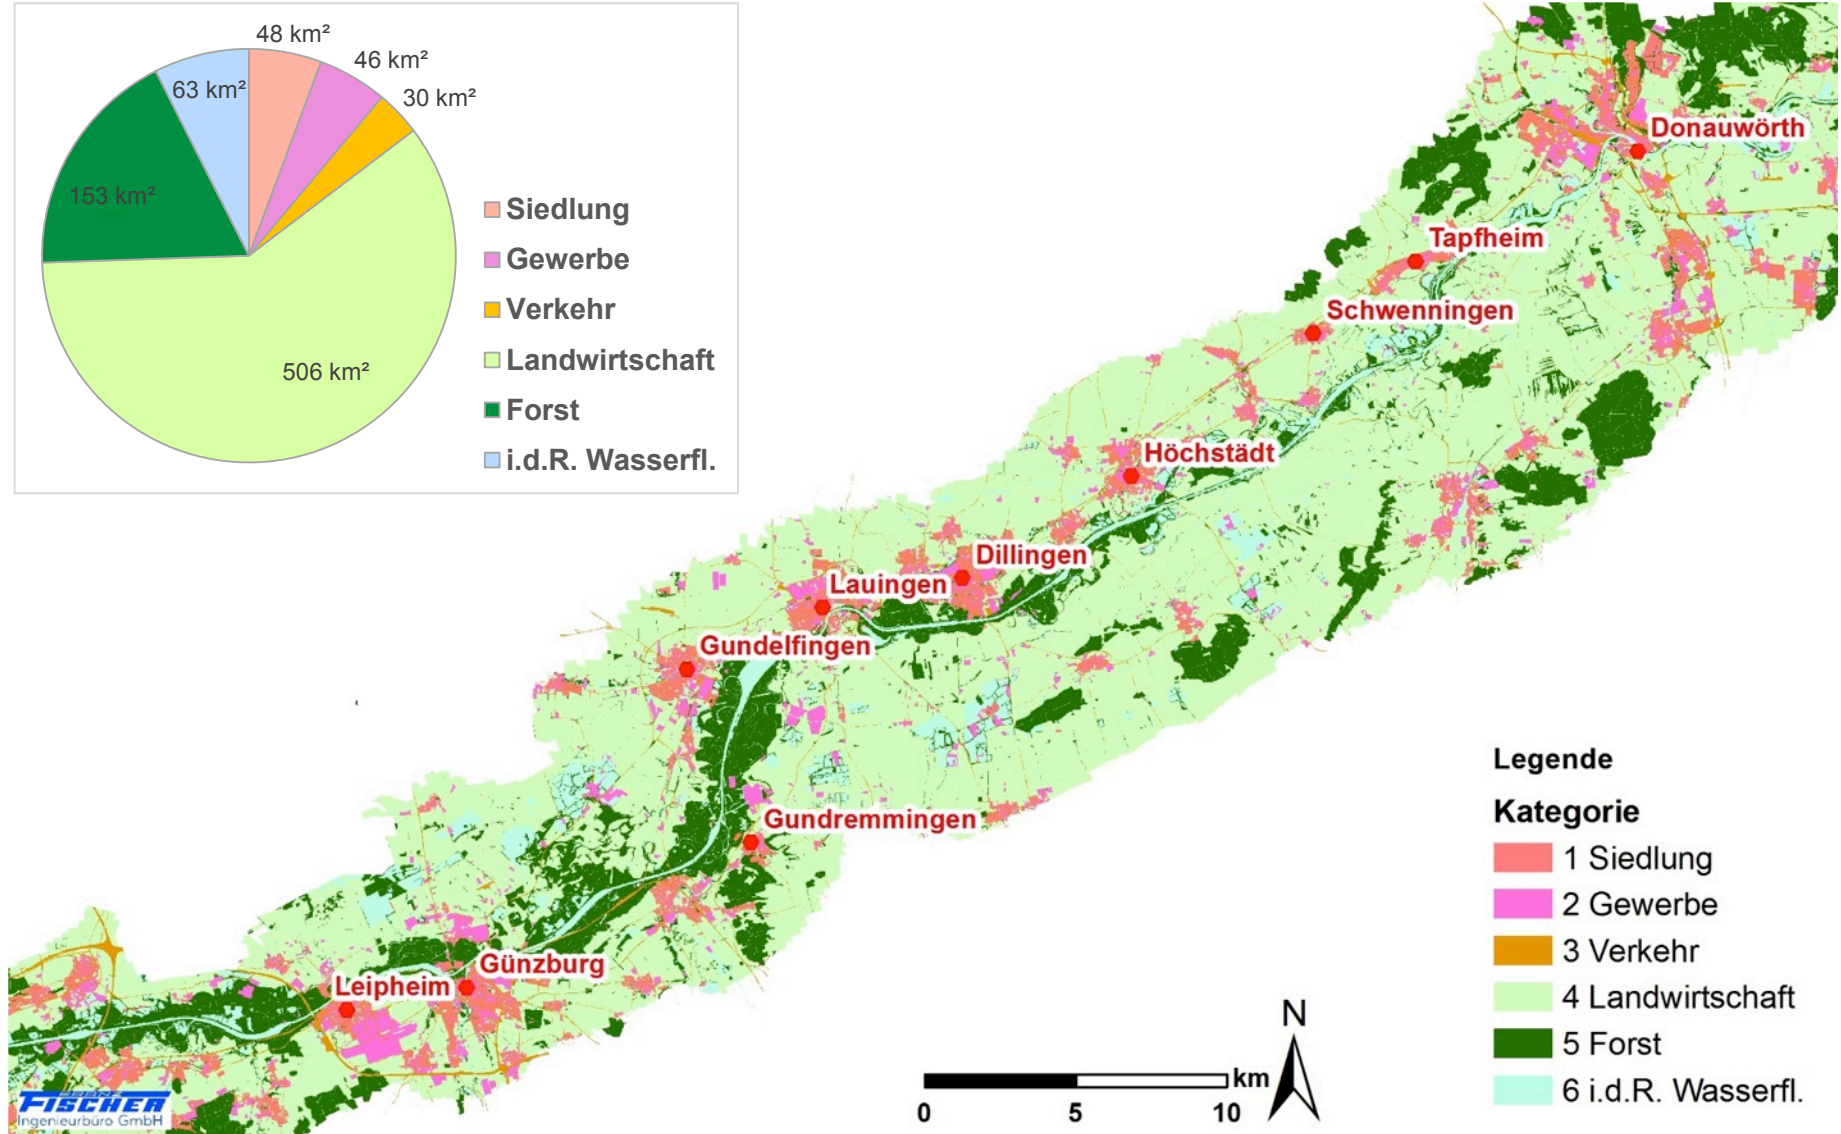 48 km²
46 km²
30 km²
63 km²
153 km²
506 km²
Siedlung
Gewerbe
Verkehr
Landwirtschaft
Forst
i.d.R. Wasserfl.
Donauwörth
Tapfheim
Schwenningen
Höchstädt
Dillingen
Lauingen
Gundelfingen
Gundremmingen
Günzburg
Leipheim
Legende
Kategorie
1 Siedlung
2 Gewerbe
3 Verkehr
4 Landwirtschaft
5 Forst
6 i.d.R. Wasserfl.
N
km
0 5 10
FISCHER
Ingenieurbüro GmbH